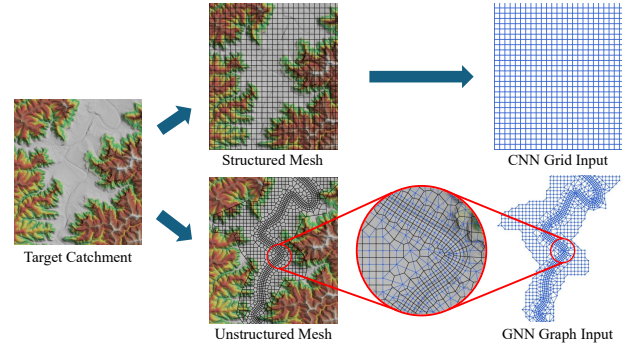 Structured Mesh
CNN Grid Input
Target Catchment
Unstructured Mesh
GNN Graph Input